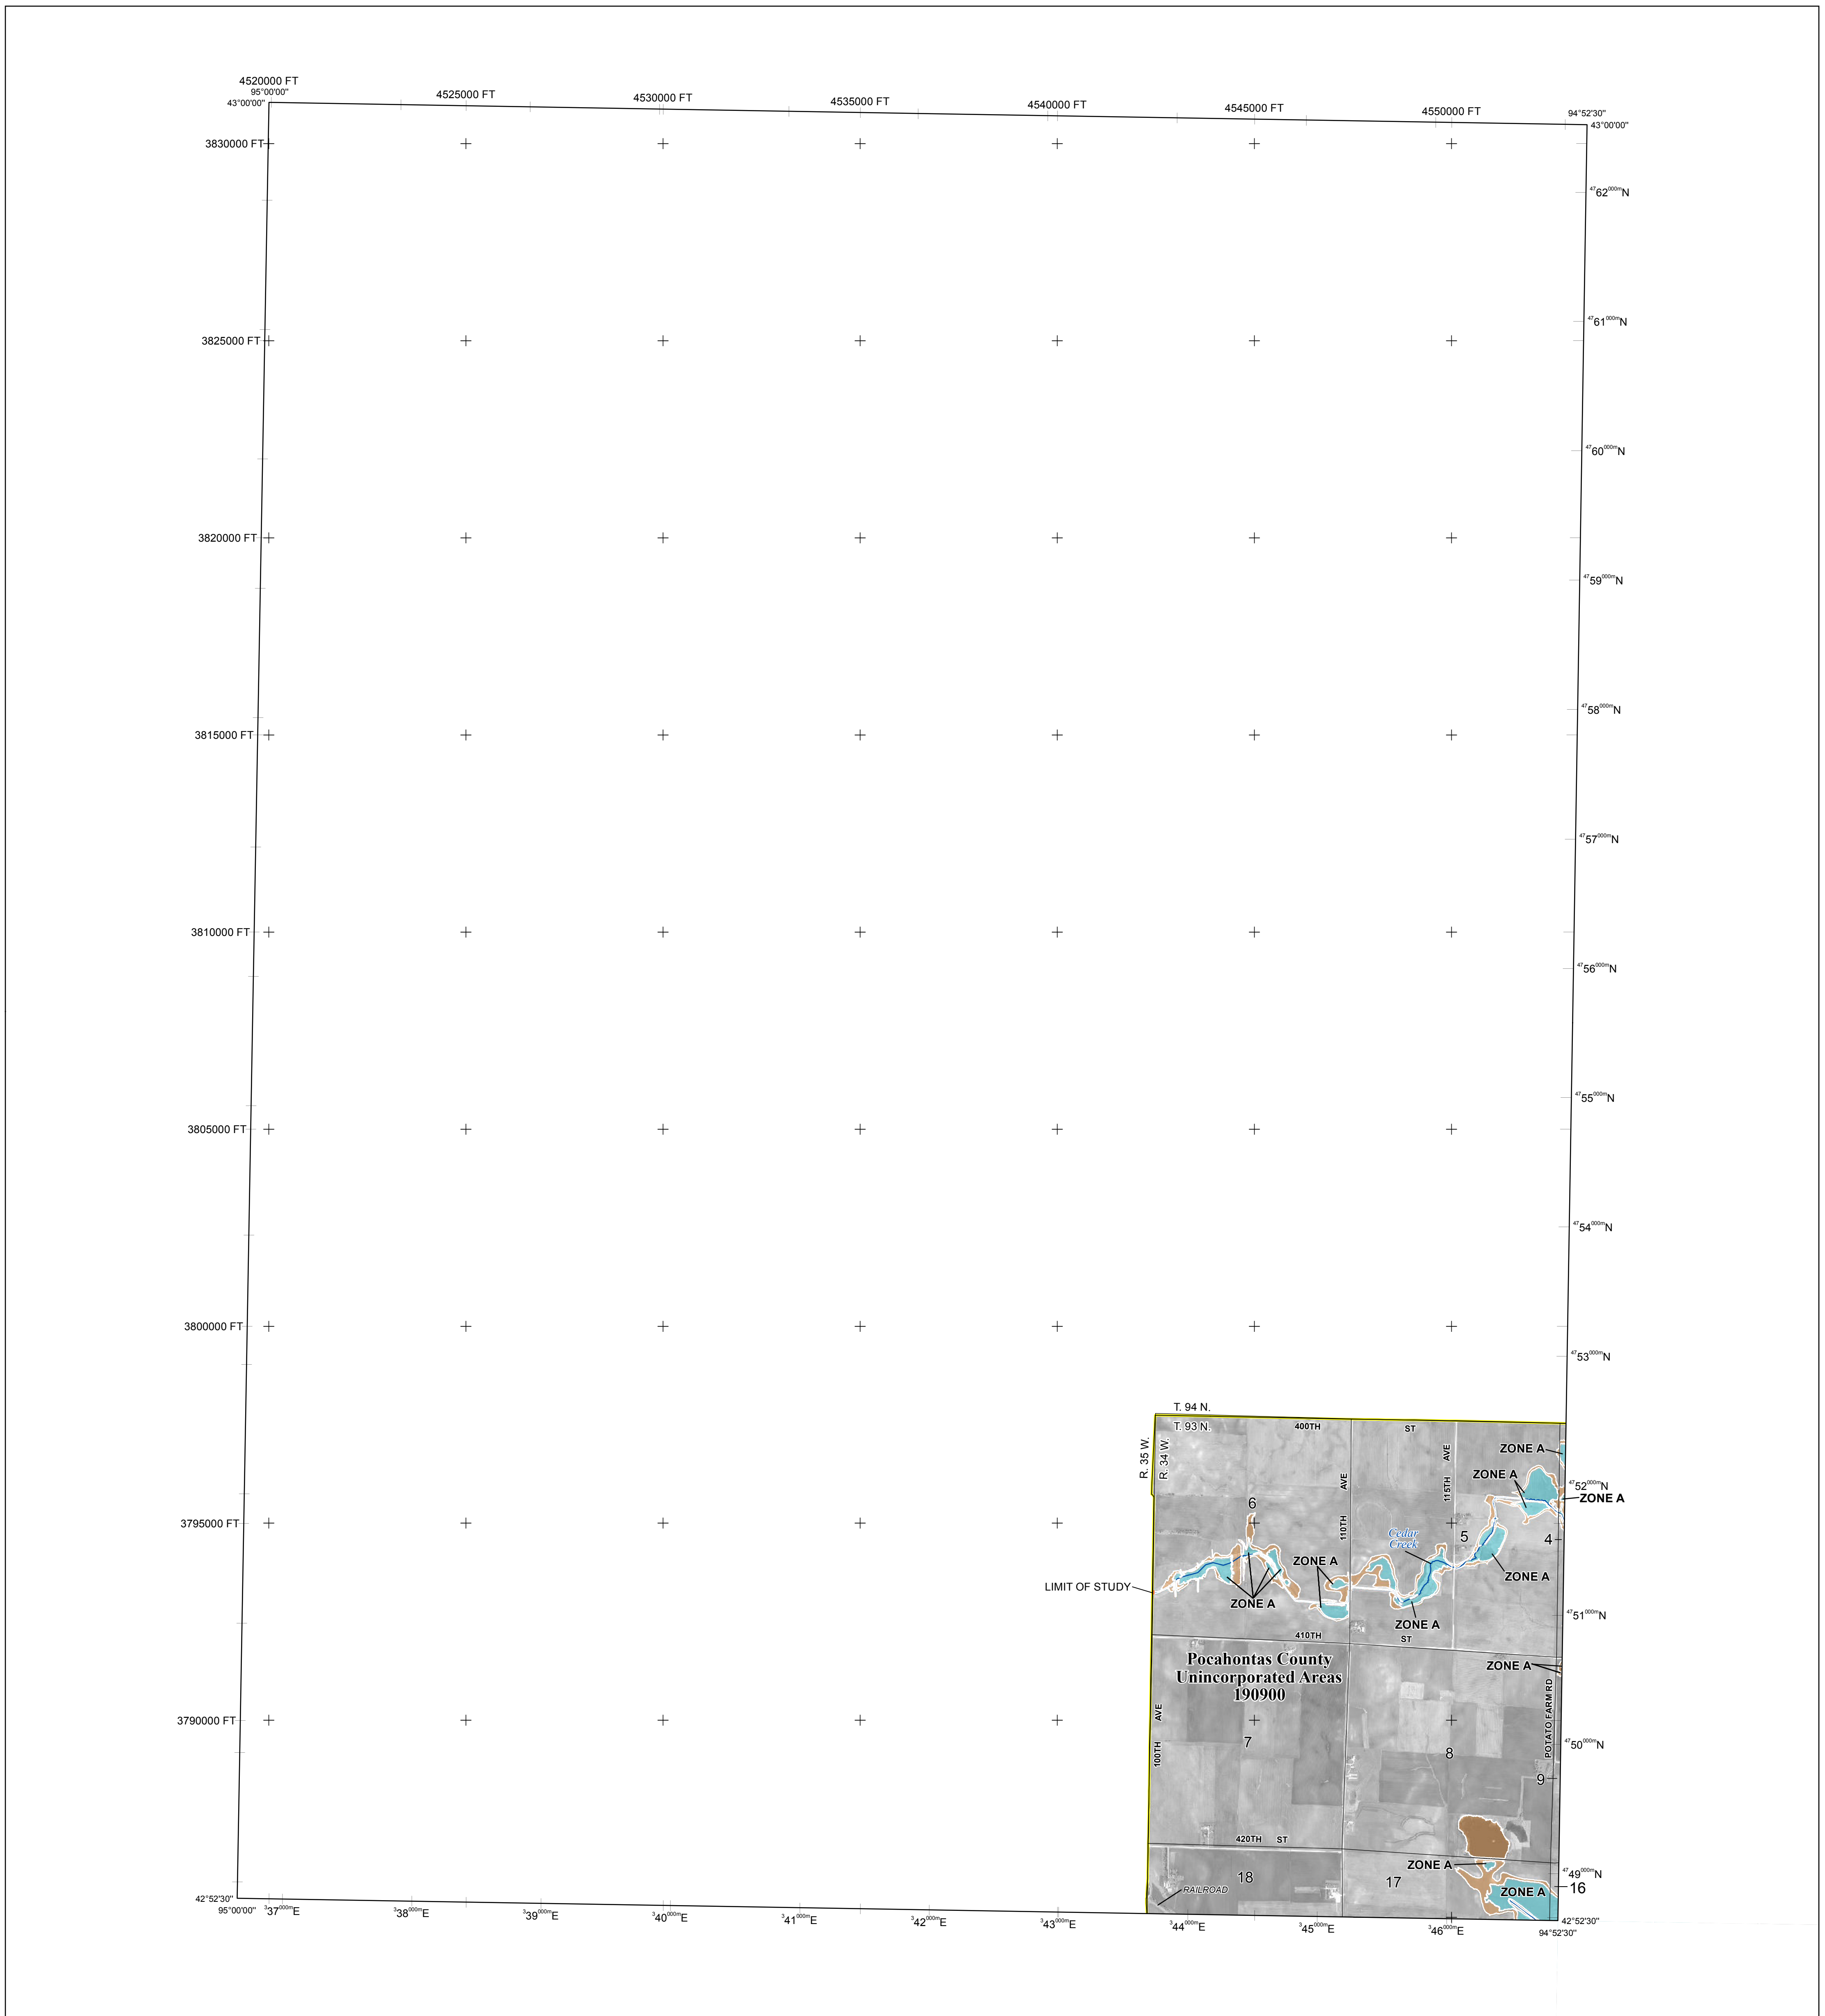 4520000 FT
95°00'00"
43°00'00"
4525000 FT
4530000 FT
4535000 FT
4540000 FT
4545000 FT
4550000 FT
94°52'30"
43°00'00"
3830000 FT
4762000mN
4761000mN
3825000 FT
4760000mN
3820000 FT
4759000mN
4758000mN
3815000 FT
4757000mN
3810000 FT
4756000mN
4755000mN
3805000 FT
4754000mN
3800000 FT
4753000mN
T. 94 N.
T. 93 N.
R. 35 W.
R. 34 W.
400TH ST
115TH AVE
110TH AVE
ZONE A
ZONE A
4752000mN
ZONE A
6
3795000 FT
Cedar
Creek
5
4
ZONE A
ZONE A
LIMIT OF STUDY
ZONE A
ZONE A
4751000mN
410TH ST
Pocahontas County
Unincorporated Areas
190900
ZONE A
POTATO FARM RD
100TH AVE
3790000 FT
7
8
4750000mN
9
420TH ST
ZONE A
4749000mN
18
17
16
RAILROAD
ZONE A
42°52'30"
95°00'00"
337000mE
338000mE
339000mE
340000mE
341000mE
342000mE
343000mE
344000mE
345000mE
346000mE
42°52'30"
94°52'30"